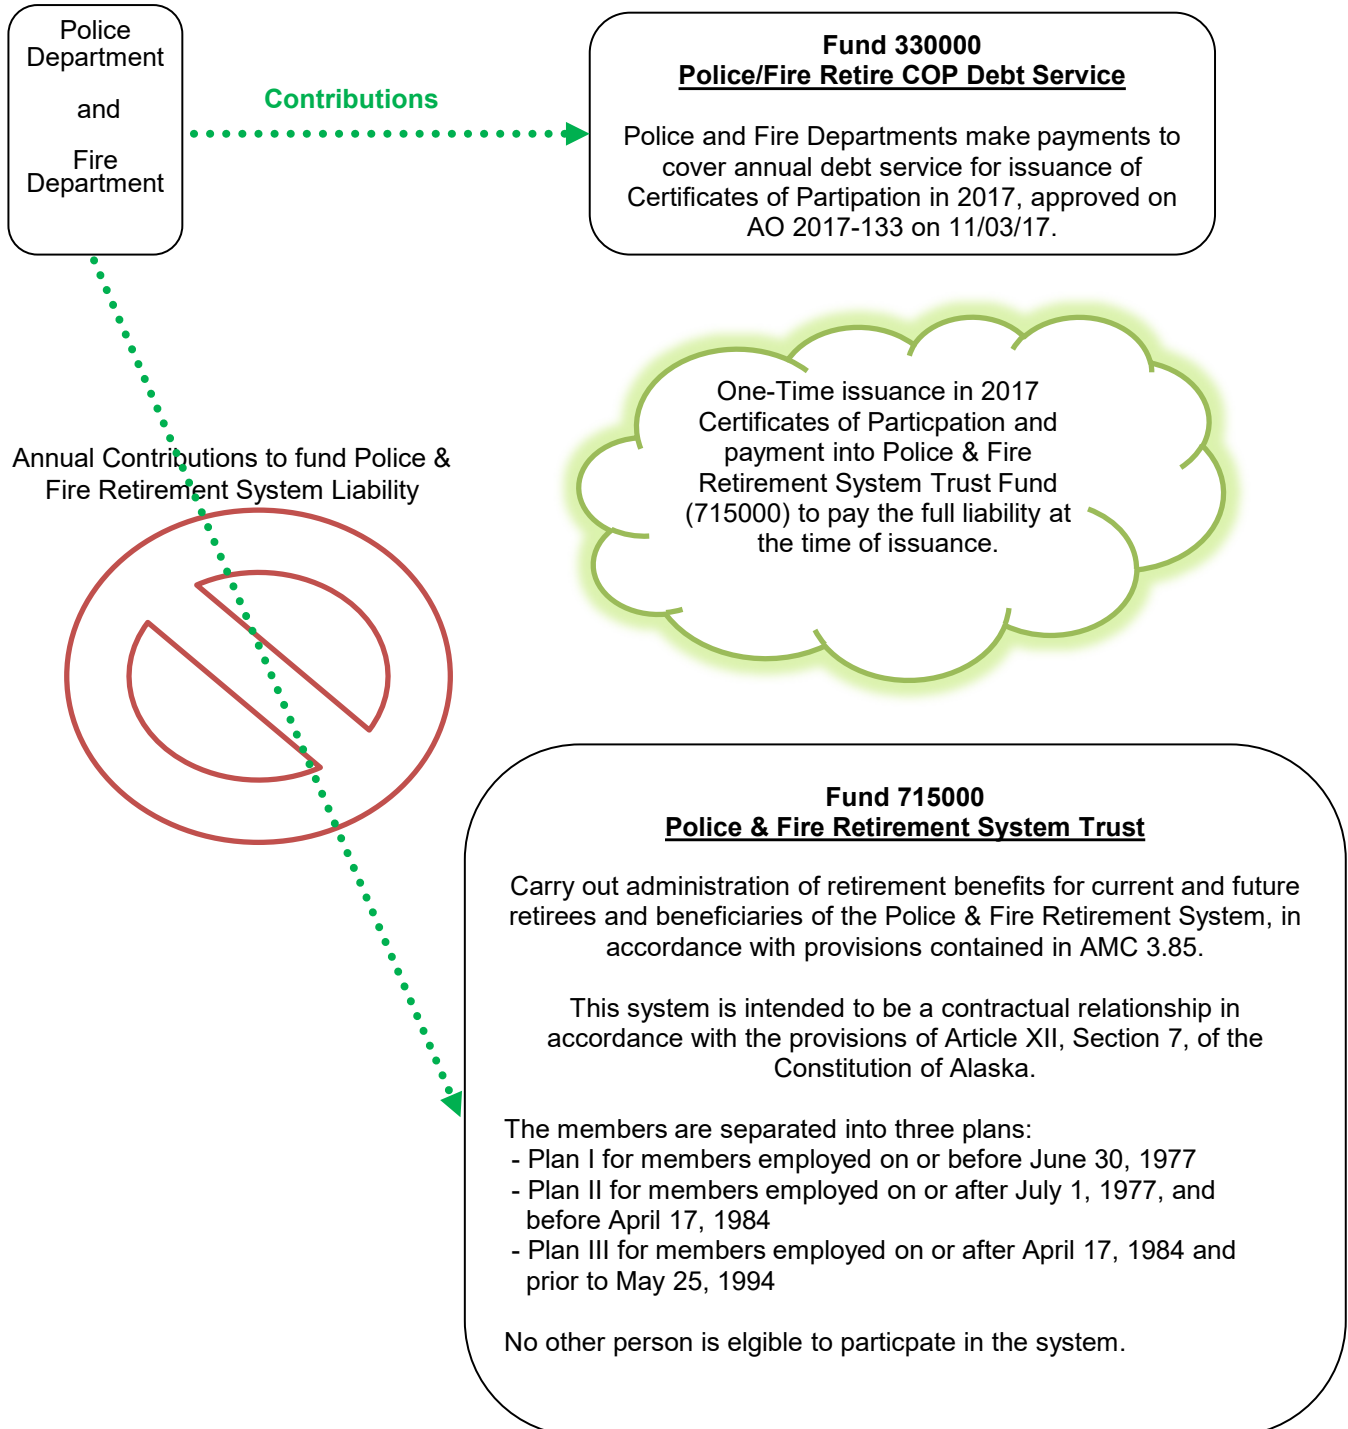 Police
Department
and
Fire
Department
Contributions
Fund 330000
Police/Fire Retire COP Debt Service
Police and Fire Departments make payments to
cover annual debt service for issuance of
Certificates of Partipation in 2017, approved on
AO 2017-133 on 11/03/17.
One-Time issuance in 2017
Certificates of Particpation and
payment into Police & Fire
Retirement System Trust Fund
(715000) to pay the full liability at
the time of issuance.
Annual Contributions to fund Police &
Fire Retirement System Liability
Fund 715000
Police & Fire Retirement System Trust
Carry out administration of retirement benefits for current and future
retirees and beneficiaries of the Police & Fire Retirement System, in
accordance with provisions contained in AMC 3.85.
This system is intended to be a contractual relationship in
accordance with the provisions of Article XII, Section 7, of the
Constitution of Alaska.
The members are separated into three plans:
- Plan I for members employed on or before June 30, 1977
- Plan II for members employed on or after July 1, 1977, and
before April 17, 1984
- Plan III for members employed on or after April 17, 1984 and
prior to May 25, 1994
No other person is elgible to particpate in the system.